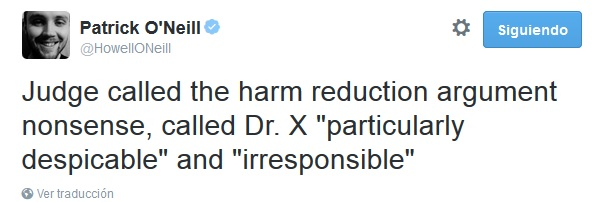 Patrick O'Neill
@HowellONeill
Siguiendo
Judge called the harm reduction argument
nonsense, called Dr. X "particularly
despicable" and "irresponsible"
Ver traducción